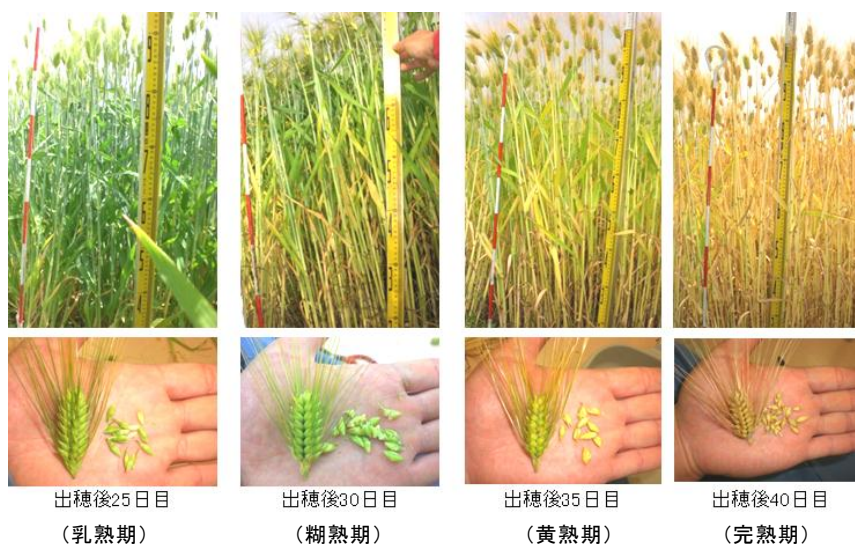 出穂後25日目
(乳熟期)
出穂後30日目
(糊熟期)
出穂後35日目
(黄熟期)
出穂後40日目
(完熟期)